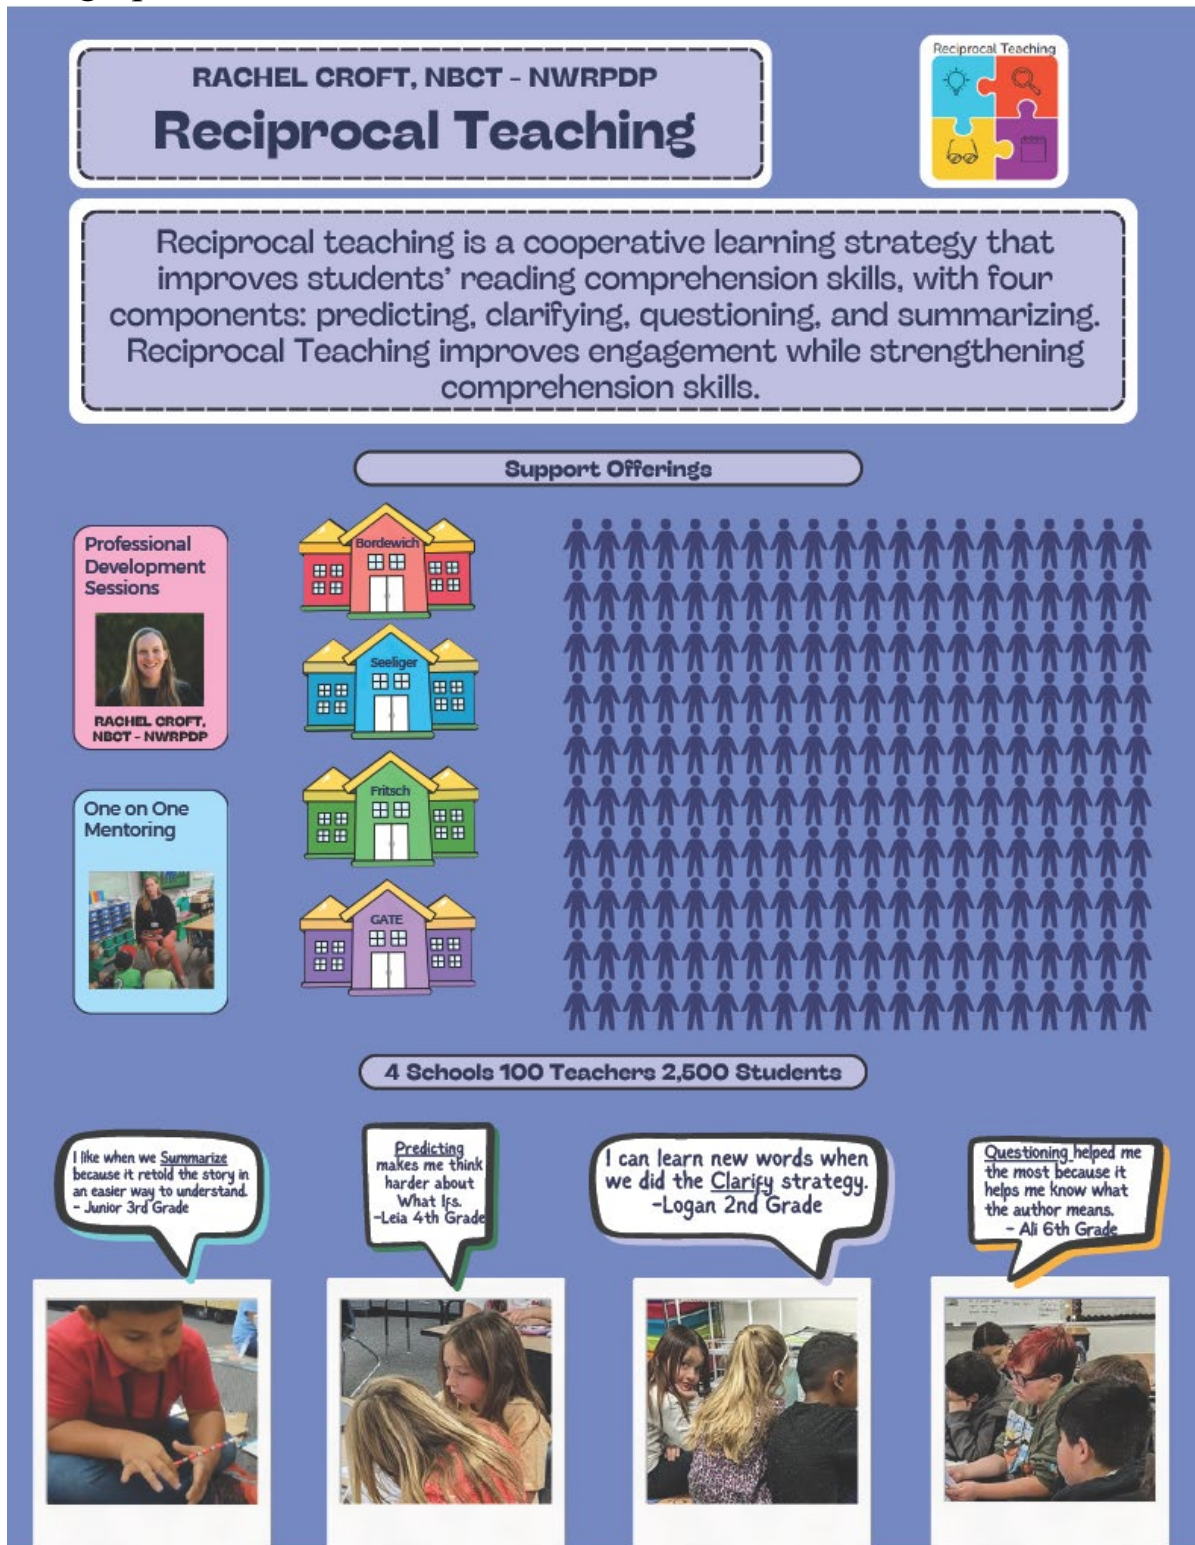 RACHEL CROFT, NBCT - NWRPDP
Reciprocal Teaching
Reciprocal Teaching
Reciprocal teaching is a cooperative learning strategy that
improves students’ reading comprehension skills, with four
components: predicting, clarifying, questioning, and summarizing.
Reciprocal Teaching improves engagement while strengthening
comprehension skills.
Support Offerings
Professional
Development
Sessions
RACHEL CROFT,
NBCT - NWRPDP
One on One
Mentoring
Bordewich
Seeliger
Fritsch
GATE
4 Schools 100 Teachers 2,500 Students
I like when we Summarize
because it retold the story in
an easier way to understand.
- Junior 3rd Grade
Predicting
makes me think
harder about
What Ifs.
-Leia 4th Grade
I can learn new words when
we did the Clarify strategy.
-Logan 2nd Grade
Questioning helped me
the most because it
helps me know what
the author means.
- Ali 6th Grade